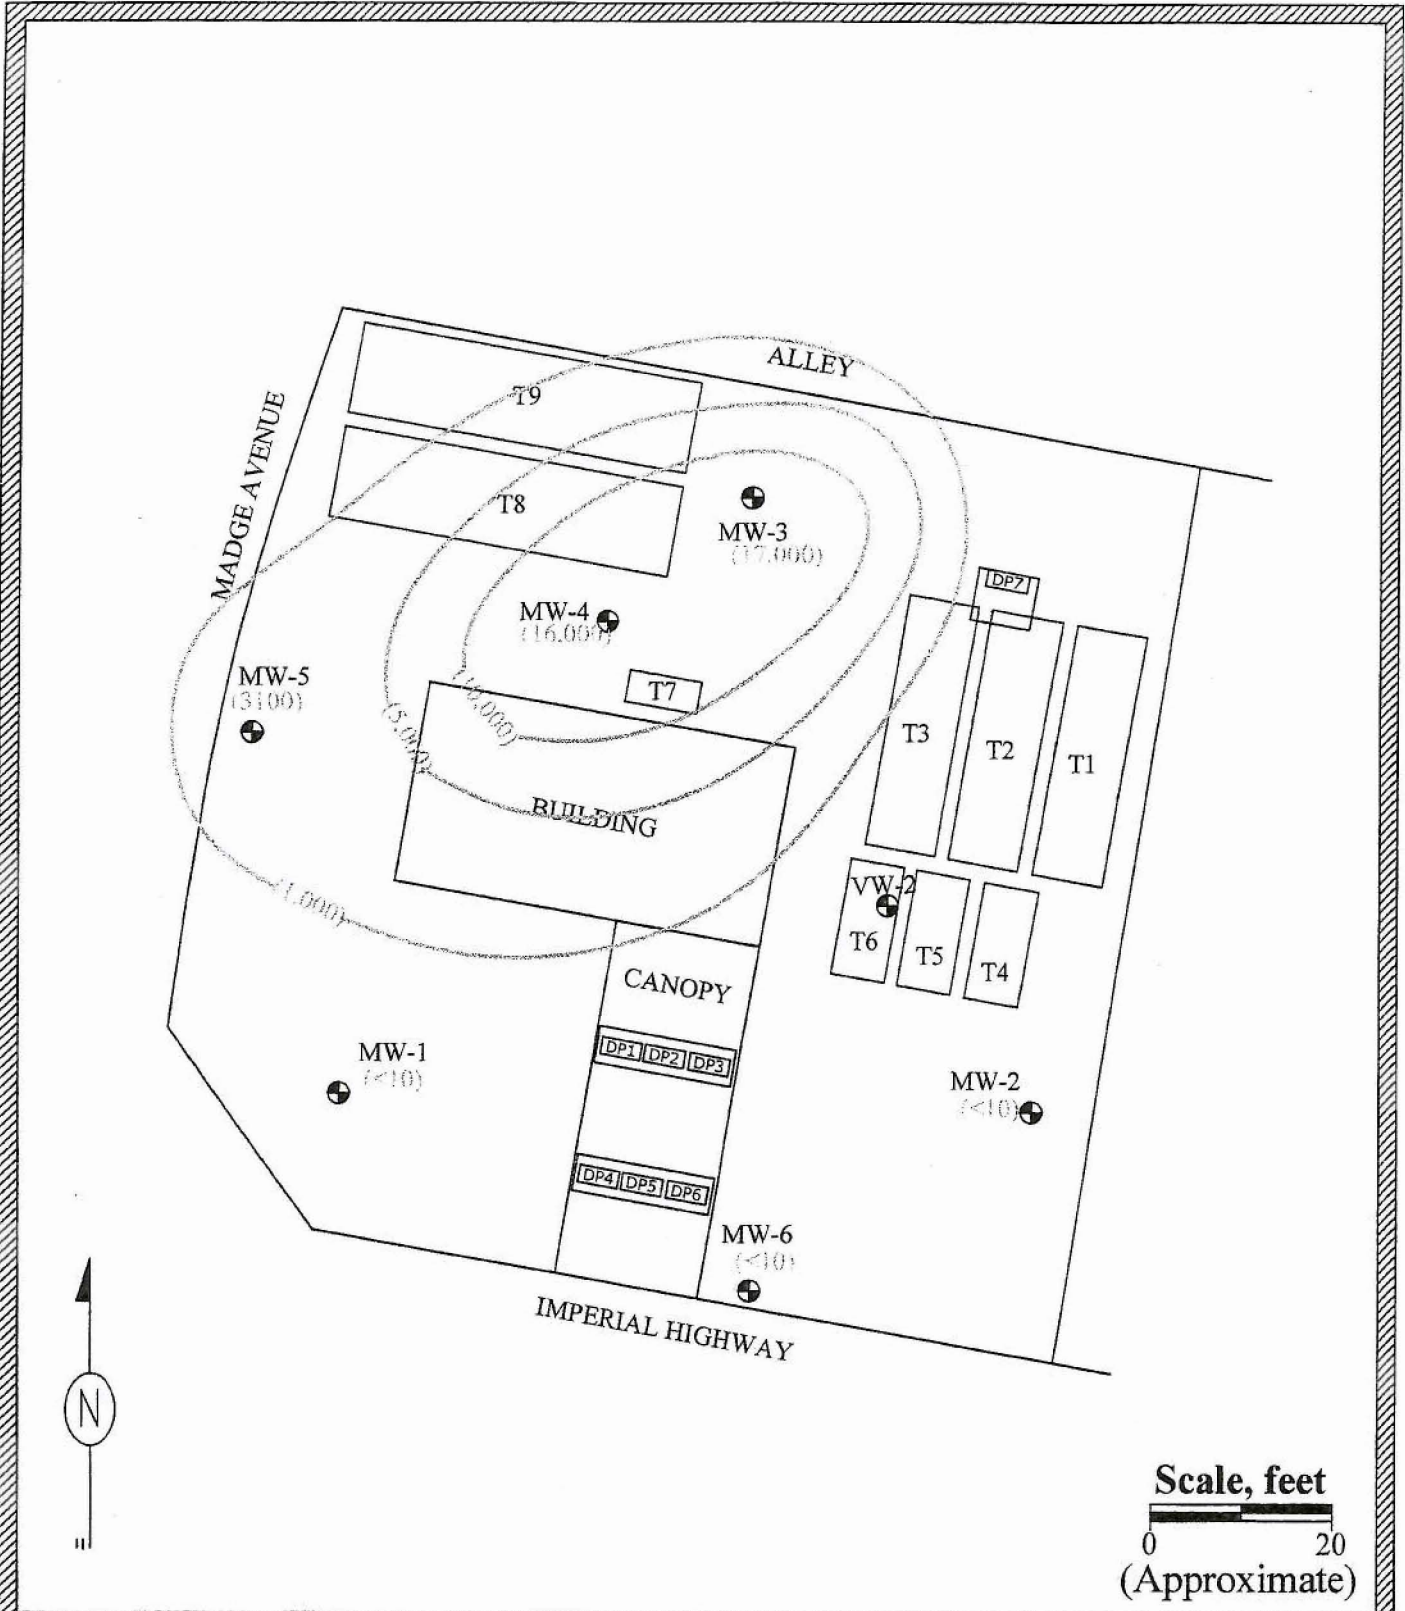 ALLEY
T9
MADGE AVENUE
T8
MW-3
(17,000)
DP7
MW-4
(16,000)
MW-5
(3100)
T7
(10,000)
(5,000)
T3
T2
T1
BUILDING
(1,000)
VW-2
T6
T5
T4
CANOPY
DP1 DP2 DP3
MW-1
(<10)
MW-2
(<10)
DP4 DP5 DP6
MW-6
(<10)
IMPERIAL HIGHWAY
N
Scale, feet
0 20
(Approximate)